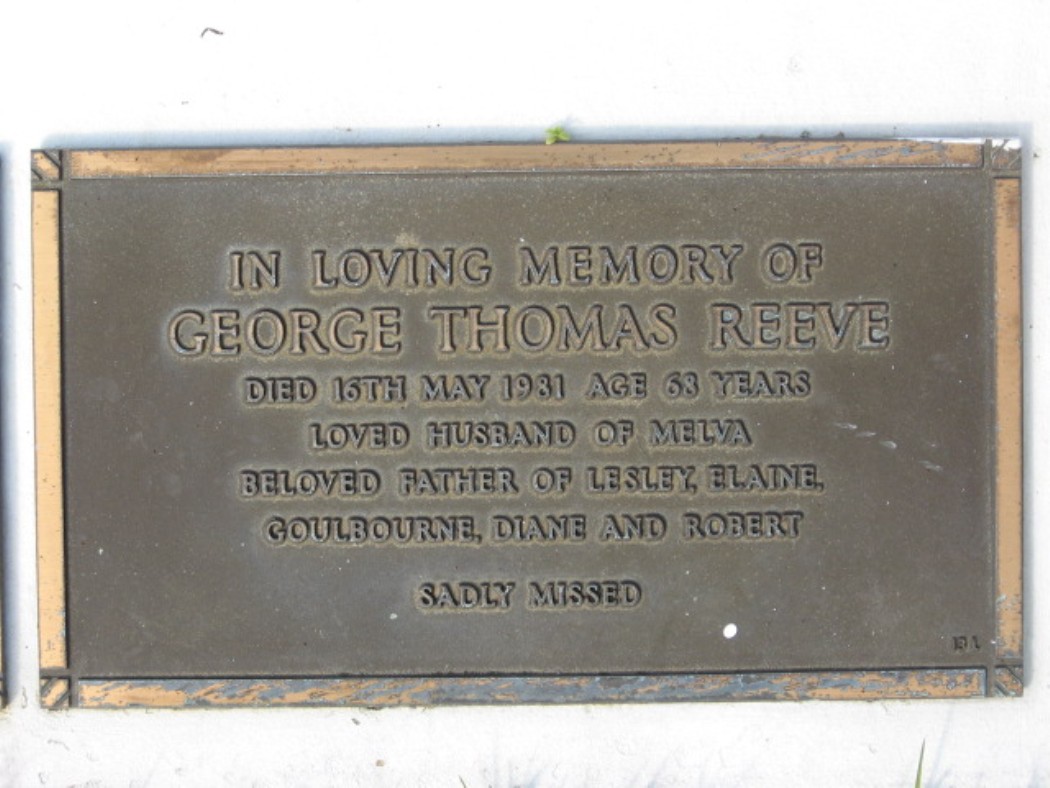 IN LOVING MEMORY OF
GEORGE THOMAS REEVE
DIED 16TH MAY 1981 AGE 68 YEARS
LOVED HUSBAND OF MELVA
BELOVED FATHER OF LESLEY, ELAINE,
GOULBOURNE, DIANE AND ROBERT
SADLY MISSED